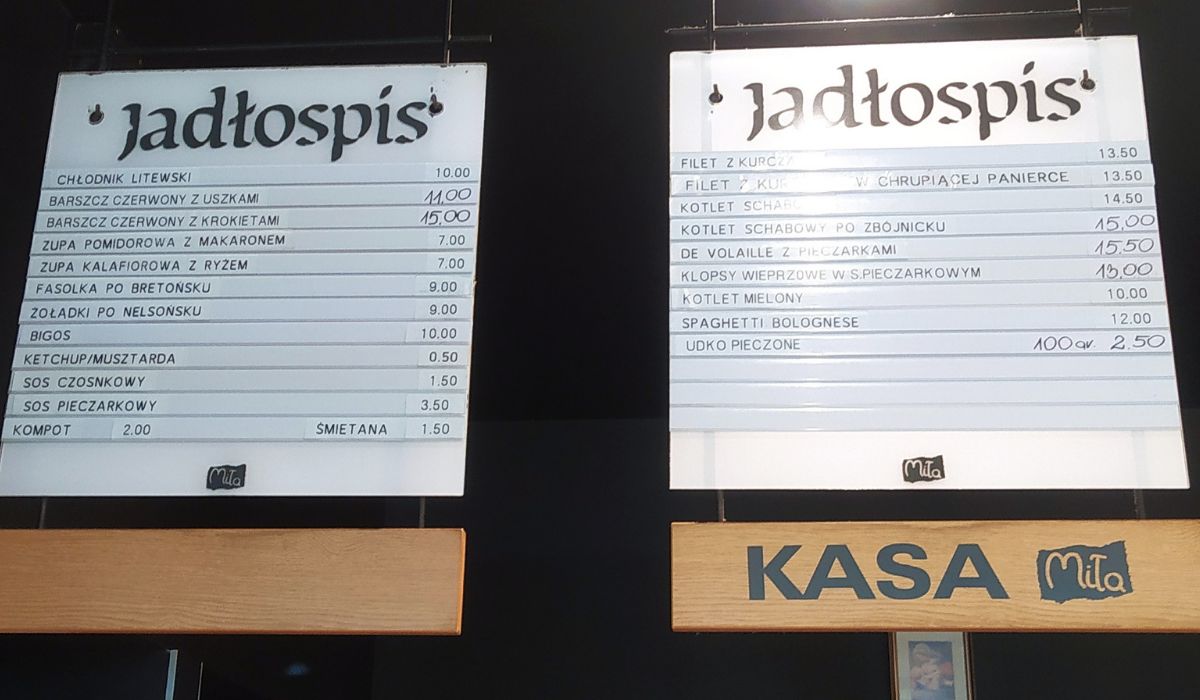 Jadłospis
CHŁODNIK LITEWSKI 10.00
BARSZCZ CZERWONY Z USZKAMI 11,00
BARSZCZ CZERWONY Z KROKIETAMI 15,00
ZUPA POMIDOROWA Z MAKARONEM 7.00
ZUPA KALAFIOROWA Z RYŻEM 7.00
FASOLKA PO BRETOŃSKU 9.00
ŻOŁĄDKI PO NELSOŃSKU 9.00
BIGOS 10.00
KETCHUP/MUSZTARDA 0.50
SOS CZOSNKOWY 1.50
SOS PIECZARKOWY 3.50
KOMPOT 2.00 ŚMIETANA 1.50
Miła
Jadłospis
FILET Z 13.50
FILET Z W CHRUPIĄCEJ PANIERCE 13.50
KOTLET 14.50
KOTLET SCHABOWY PO ZBÓJNICKU 15,00
DE VOLAILLE Z PIECZARKAMI 15.50
KLOPSY WIEPRZOWE W S.PIECZARKOWYM 13,00
KOTLET MIELONY 10.00
SPAGHETTI BOLOGNESE 12.00
UDKO PIECZONE 100 gr. 2.50
Miła
KASA Miła